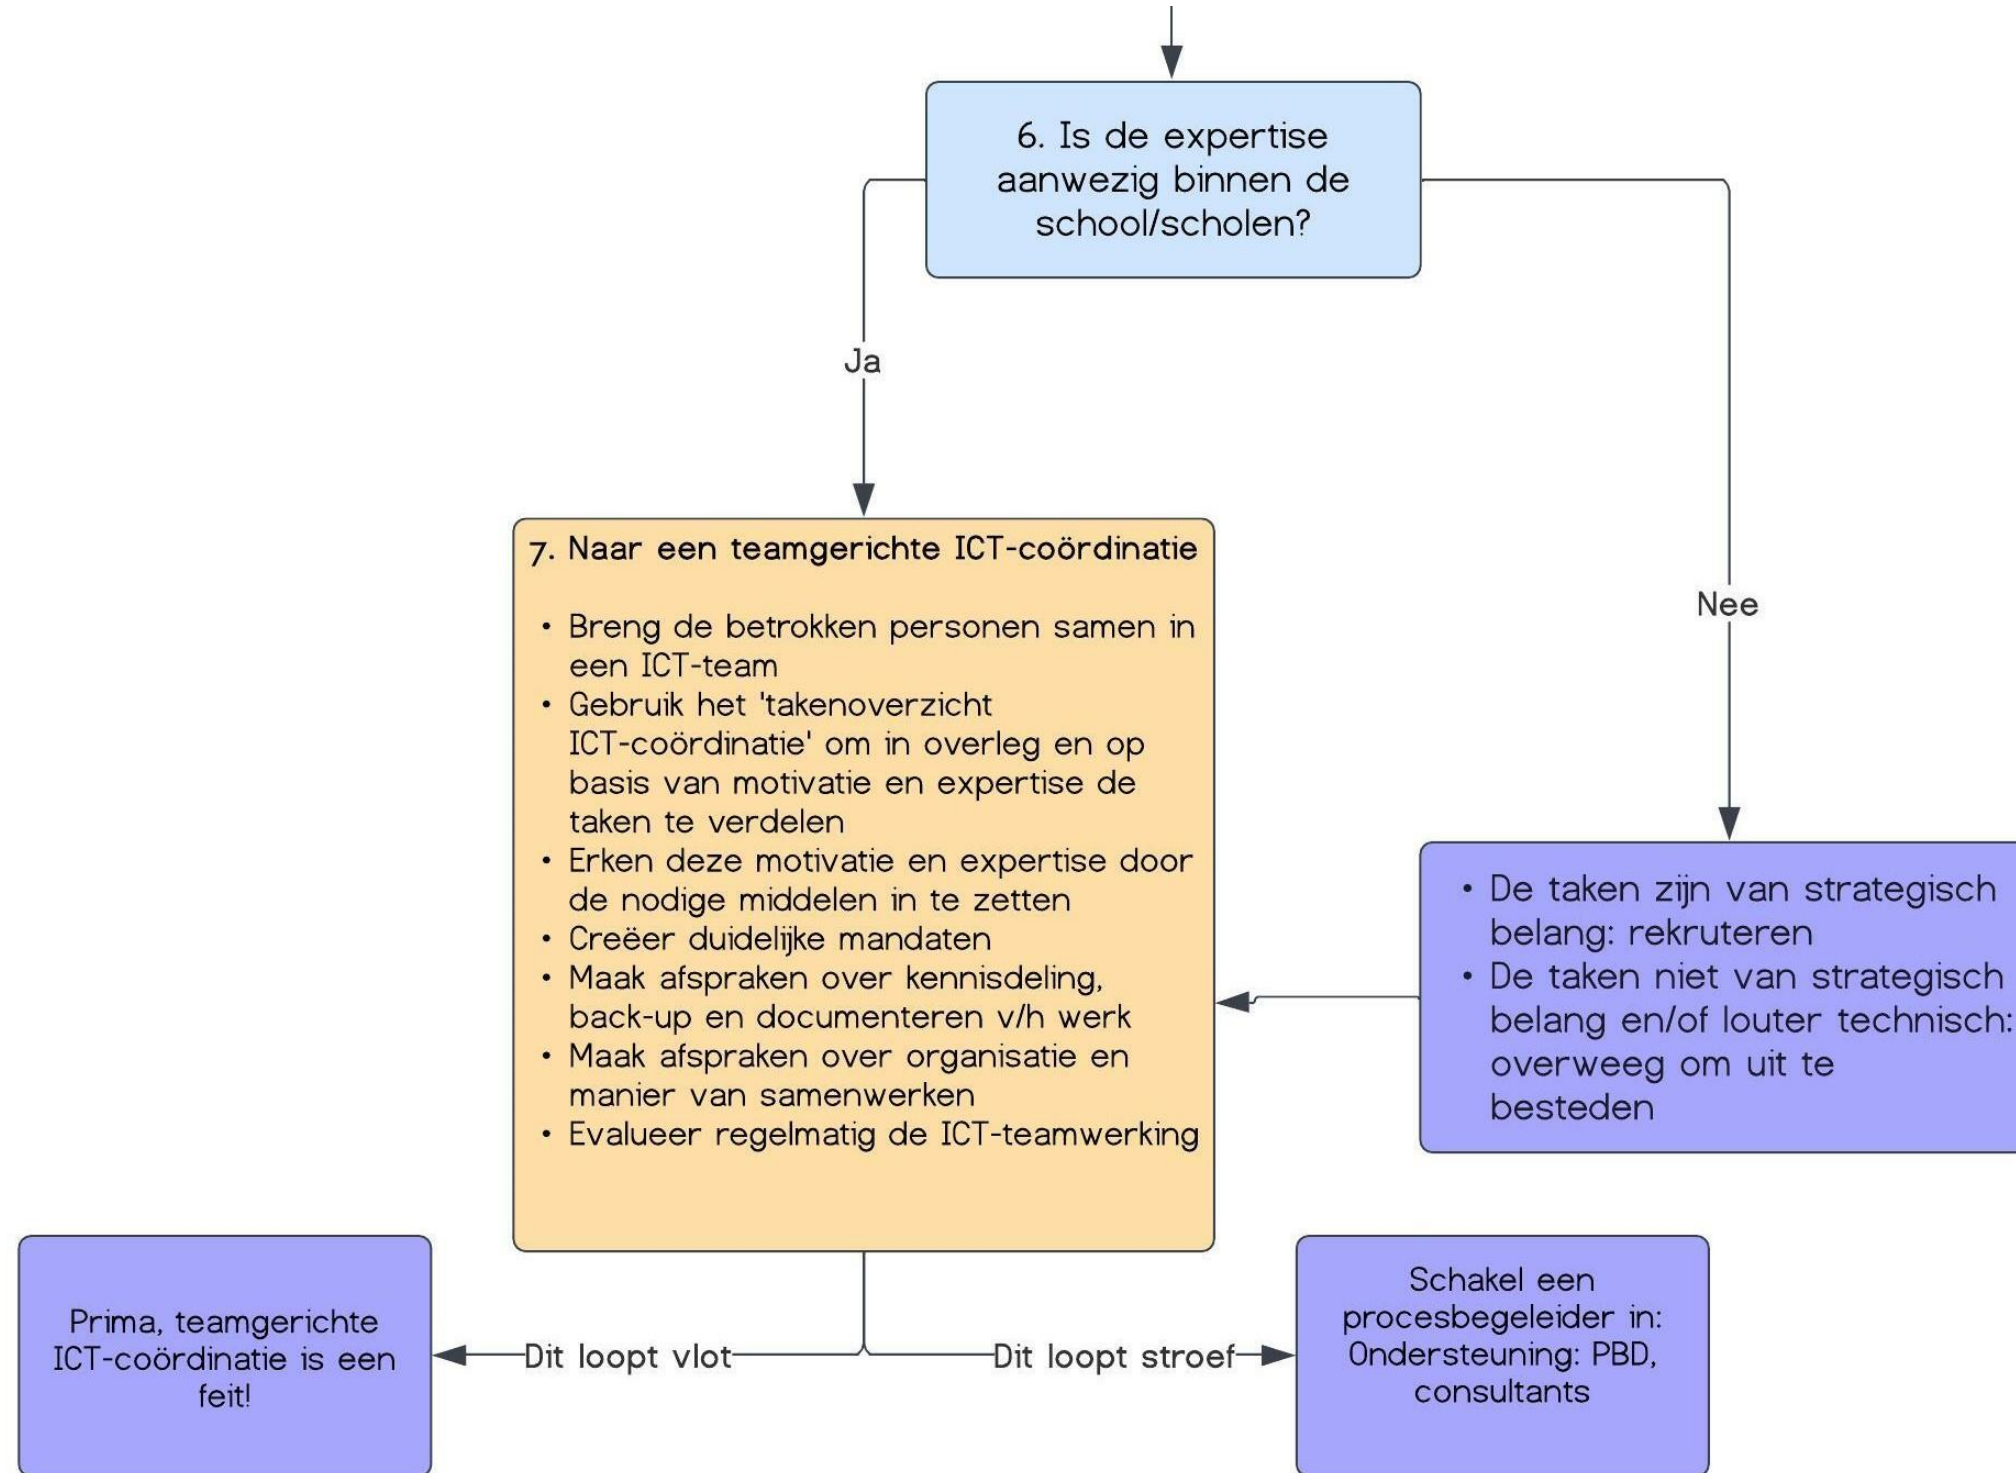 6. Is de expertise
aanwezig binnen de
school/scholen?
Ja
Nee
7. Naar een teamgerichte ICT-coördinatie
• Breng de betrokken personen samen in
een ICT-team
• Gebruik het 'takenoverzicht
ICT-coördinatie' om in overleg en op
basis van motivatie en expertise de
taken te verdelen
• Erken deze motivatie en expertise door
de nodige middelen in te zetten
• Creëer duidelijke mandaten
• Maak afspraken over kennisdeling,
back-up en documenteren v/h werk
• Maak afspraken over organisatie en
manier van samenwerken
• Evalueer regelmatig de ICT-teamwerking
• De taken zijn van strategisch
belang: rekruteren
• De taken niet van strategisch
belang en/of louter technisch:
overweeg om uit te
besteden
Prima, teamgerichte
ICT-coördinatie is een
feit!
Dit loopt vlot
Dit loopt stroef
Schakel een
procesbegeleider in:
Ondersteuning: PBD,
consultants